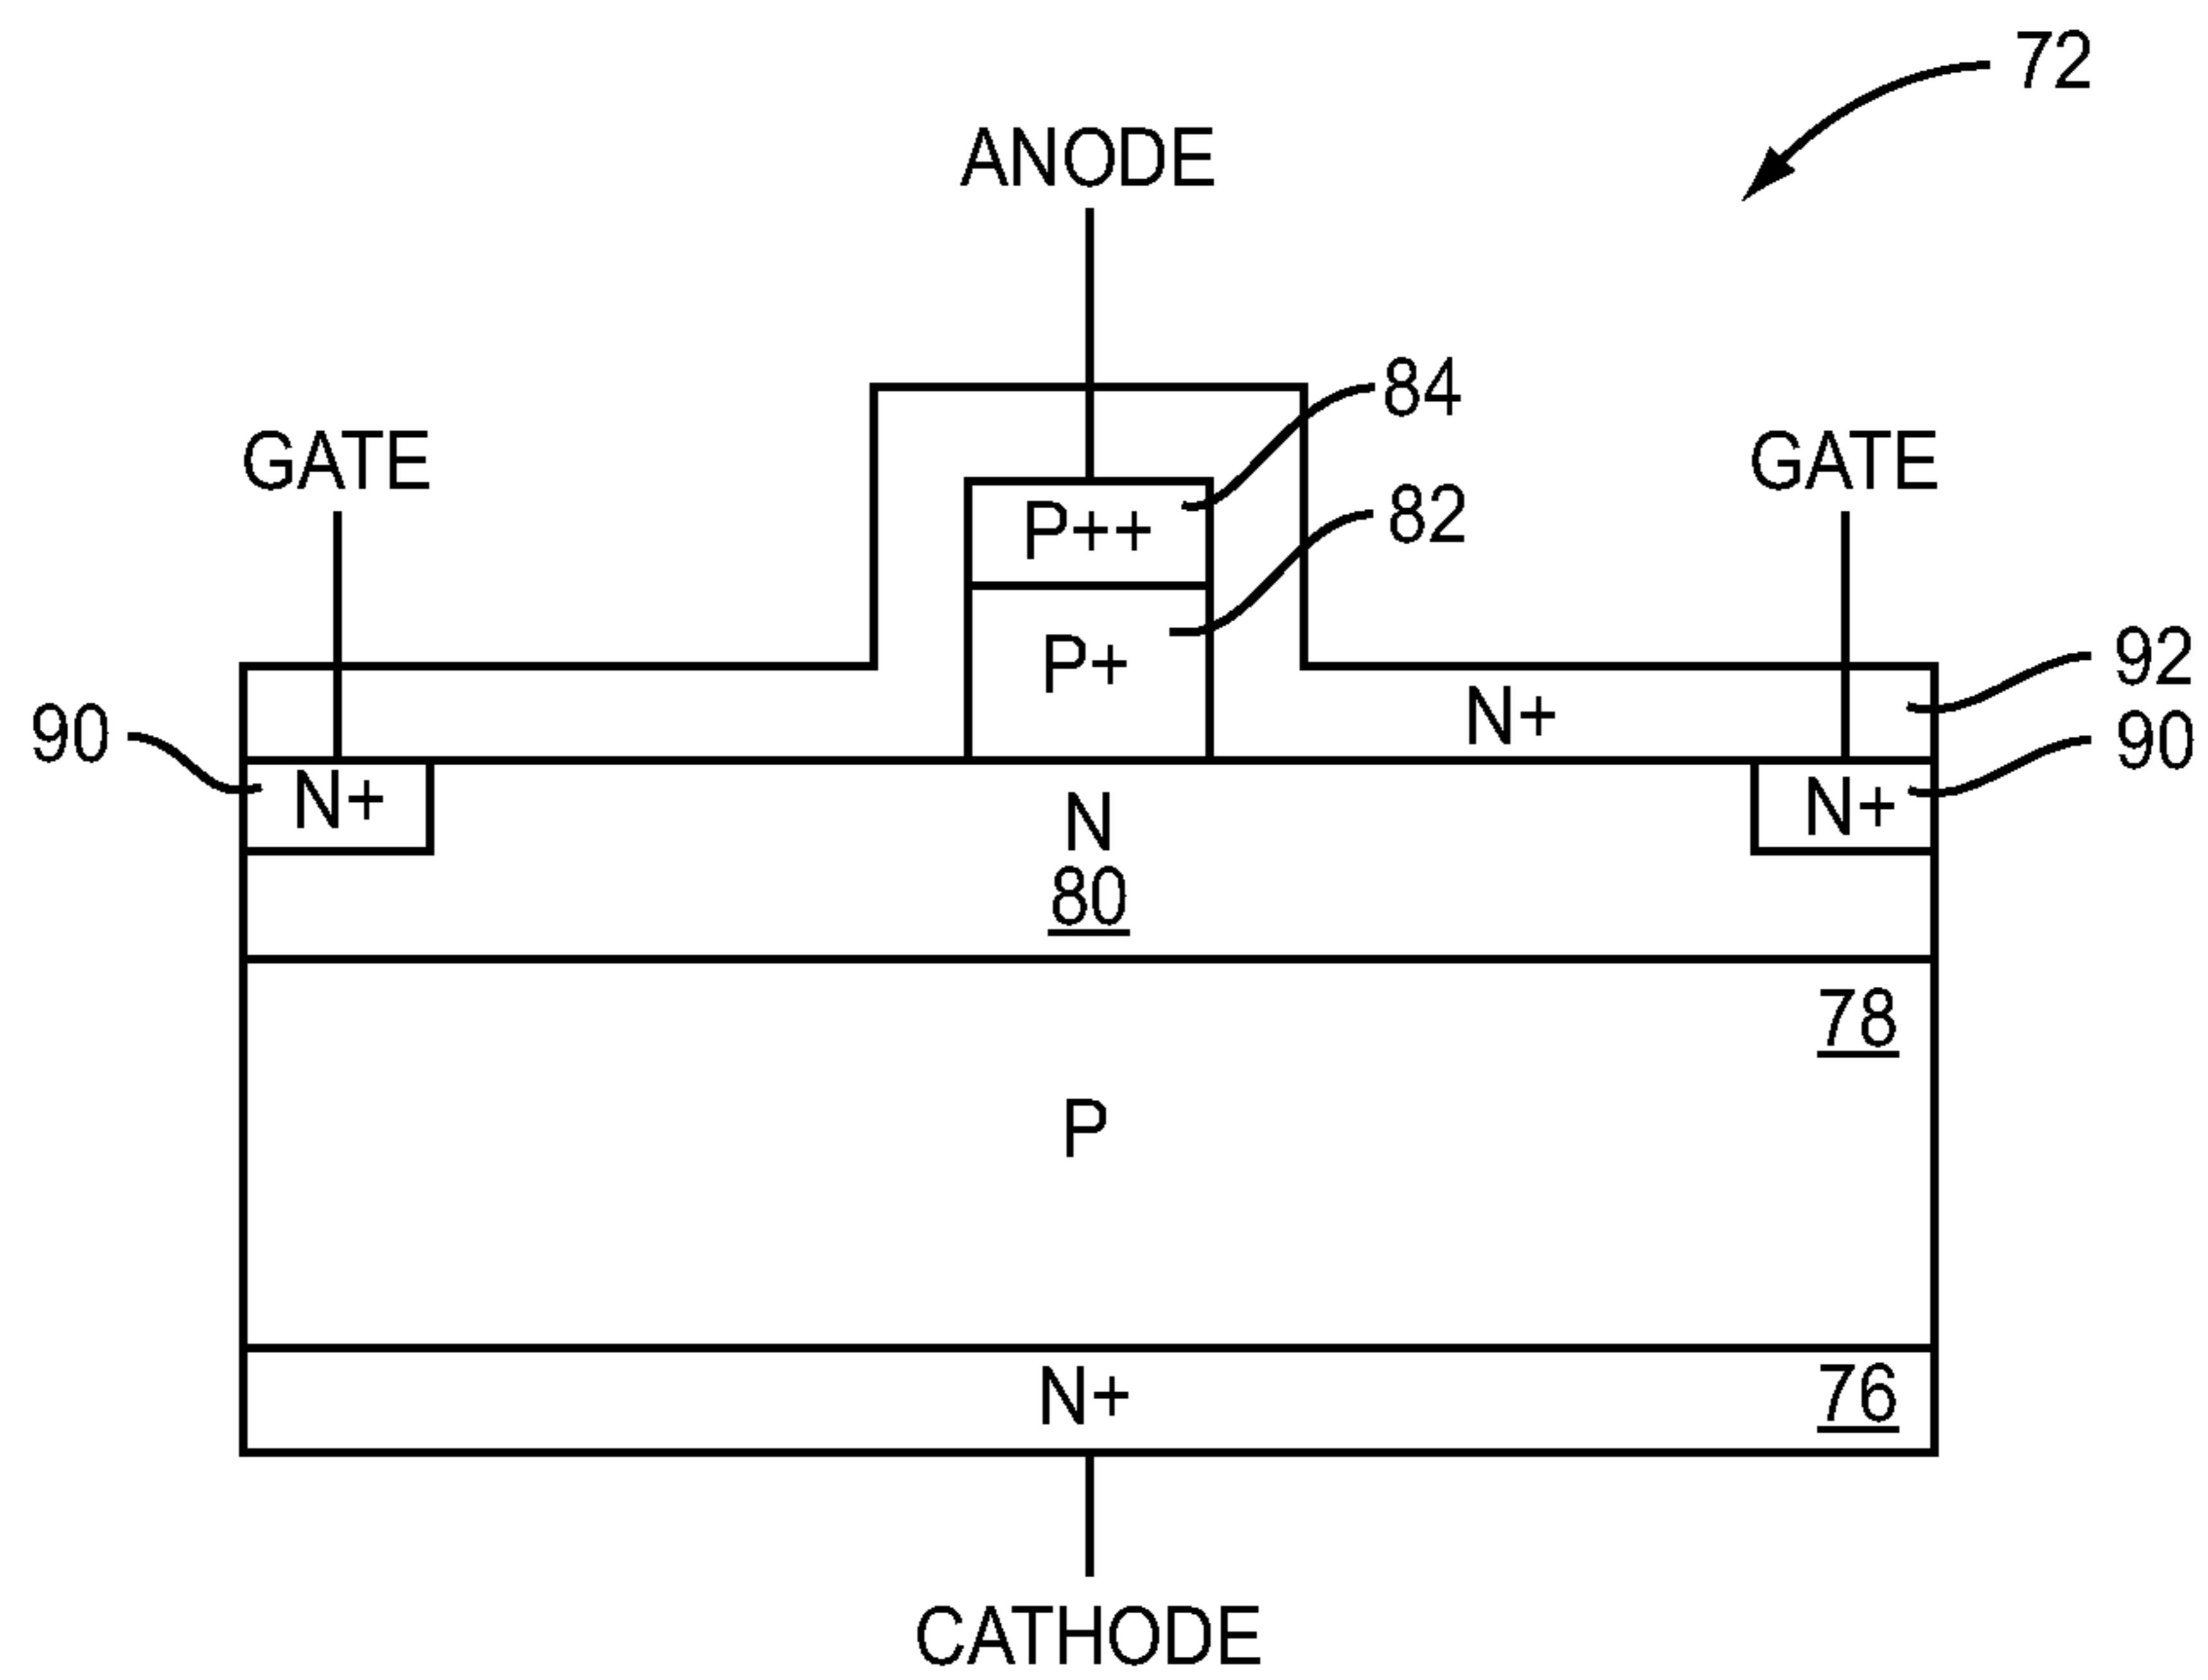 72
ANODE
84
GATE
GATE
82
P++
P+
92
N+
90
90
N+
N
N+
80
78
P
N+
76
CATHODE